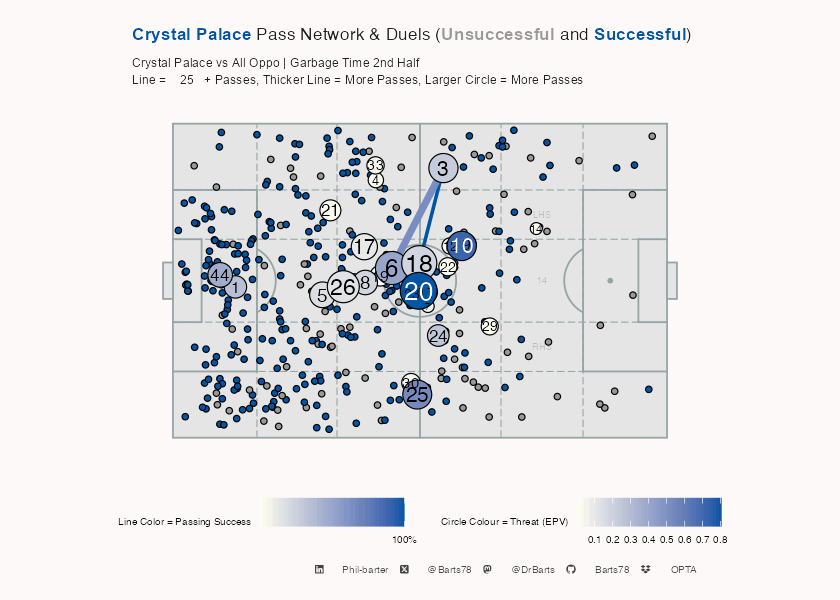 Crystal Palace Pass Network & Duels (Unsuccessful and Successful)
Crystal Palace vs All Oppo | Garbage Time 2nd Half
Line = 25 + Passes, Thicker Line = More Passes, Larger Circle = More Passes
33
3
4
21
LHS
14
17
10
6
18
22
44
1
5
26
8
20
14
29
24
RHS
30
25
Line Color = Passing Success
100%
Circle Colour = Threat (EPV)
0.1 0.2 0.3 0.4 0.5 0.6 0.7 0.8
Phil-barter @Barts78 @DrBarts Barts78 OPTA